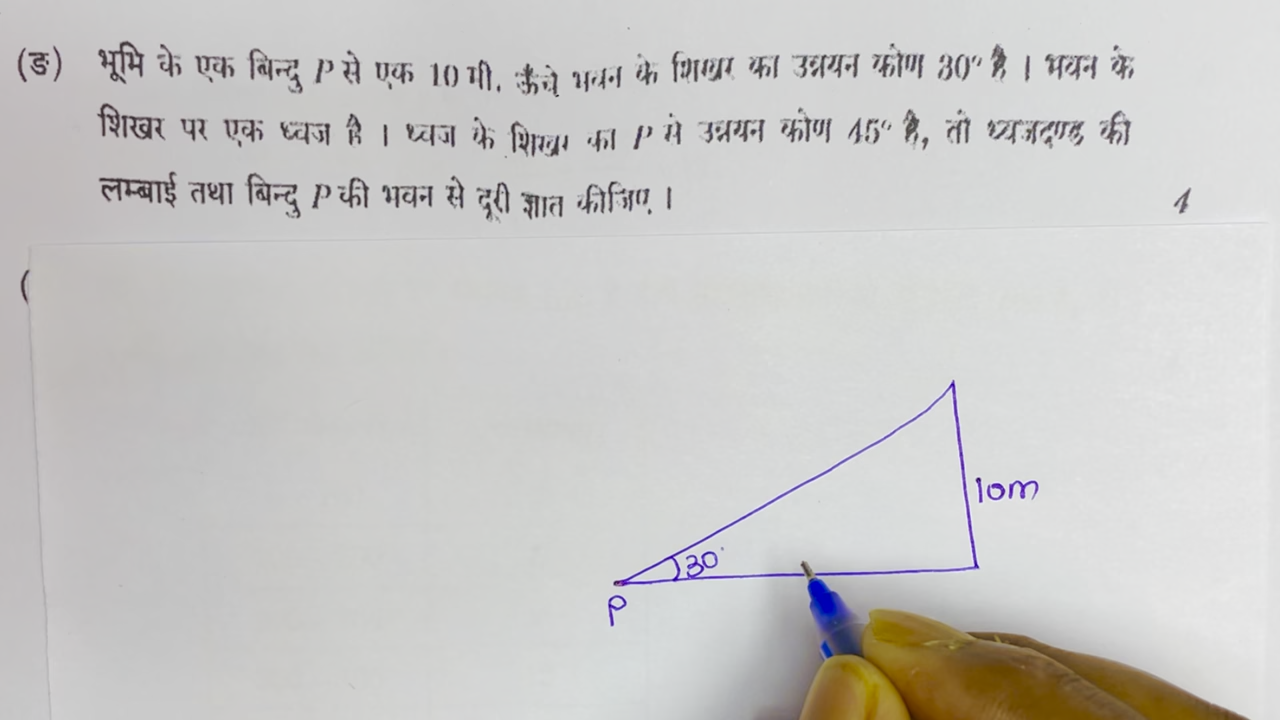 (ङ) भूमि के एक बिन्दु P से एक 10 मी. ऊँचे भवन के शिखर का उन्नयन कोण 30° है । भवन के
शिखर पर एक ध्वज है । ध्वज के शिखर का P से उन्नयन कोण 45° है, तो ध्वजदण्ड की
लम्बाई तथा बिन्दु P की भवन से दूरी ज्ञात कीजिए । 4
(
10m
30°
P